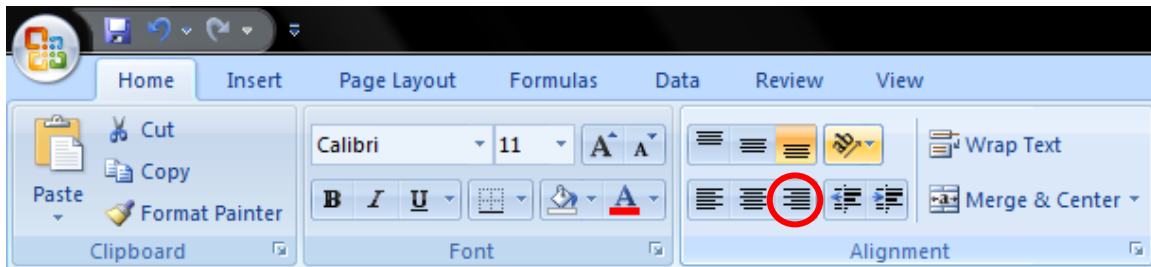 Home Insert Page Layout Formulas Data Review View
Cut
Calibri 11 A A Wrap Text
Copy
Paste
B I U A Merge & Center
Format Painter
Clipboard Font Alignment